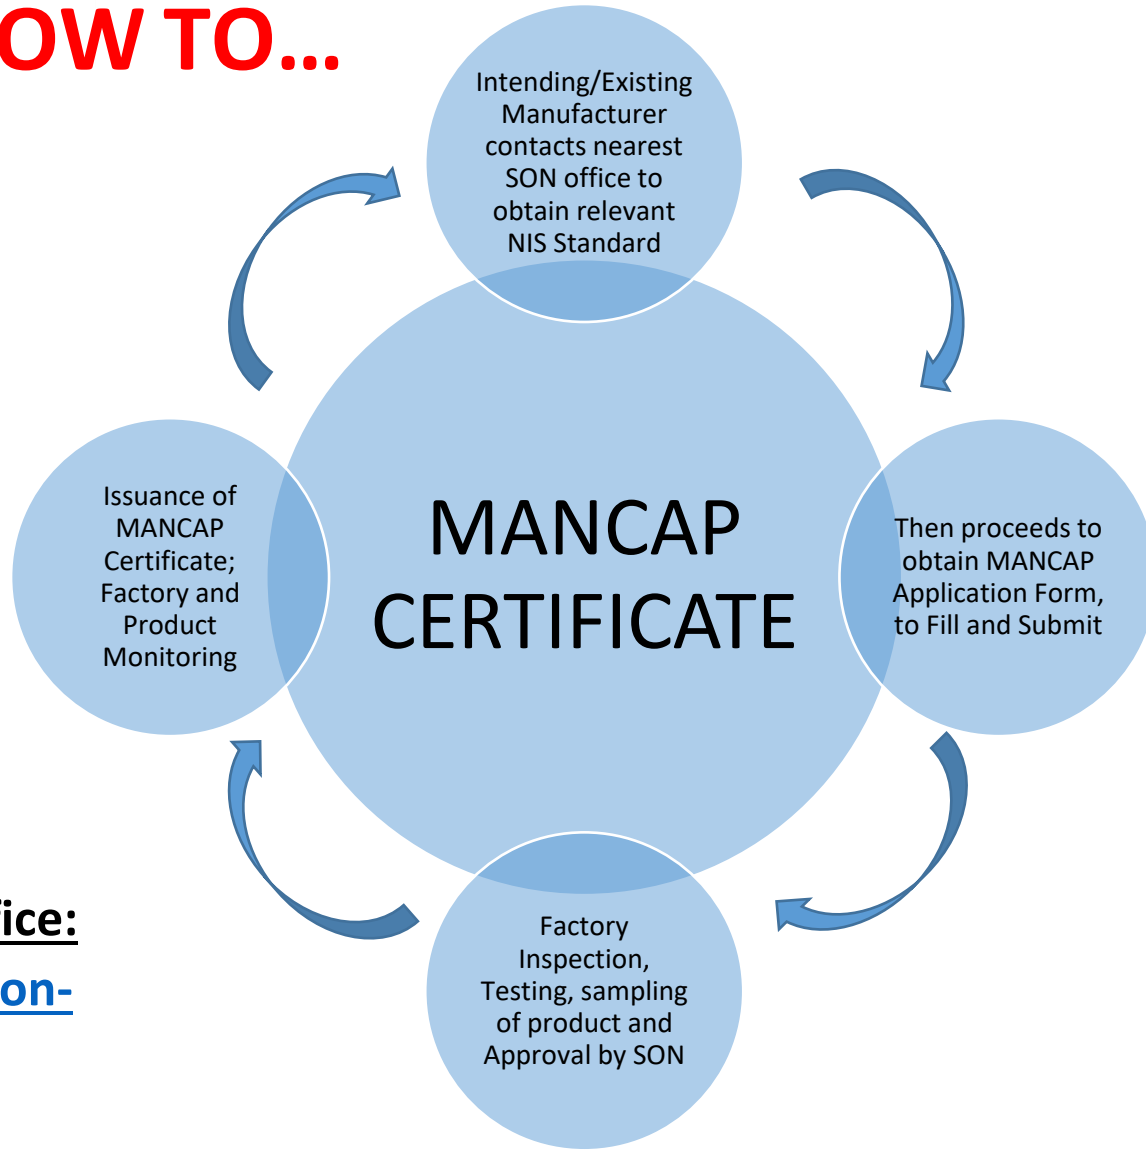 OW TO...
Intending/Existing
Manufacturer
contacts nearest
SON office to
obtain relevant
NIS Standard
Then proceeds to
obtain MANCAP
Application Form,
to Fill and Submit
Factory
Inspection,
Testing, sampling
of product and
Approval by SON
Issuance of
MANCAP
Certificate;
Factory and
Product
Monitoring
MANCAP
CERTIFICATE
fice:
on-